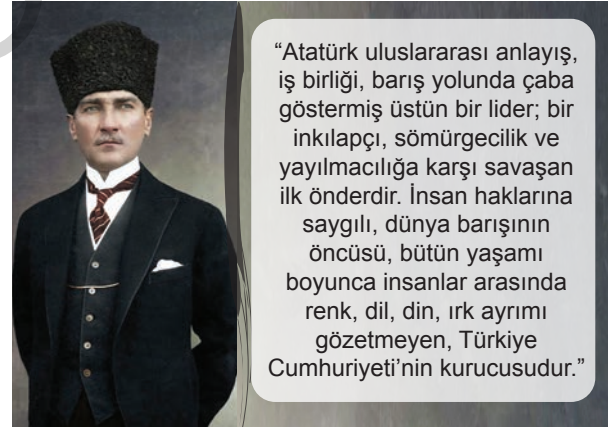 “Atatürk uluslararası anlayış,
iş birliği, barış yolunda çaba
göstermiş üstün bir lider; bir
inkılapçı, sömürgecilik ve
yayılmacılığa karşı savaşan
ilk önderdir. İnsan haklarına
saygılı, dünya barışının
öncüsü, bütün yaşamı
boyunca insanlar arasında
renk, dil, din, ırk ayrımı
gözetmeyen, Türkiye
Cumhuriyeti’nin kurucusudur.”